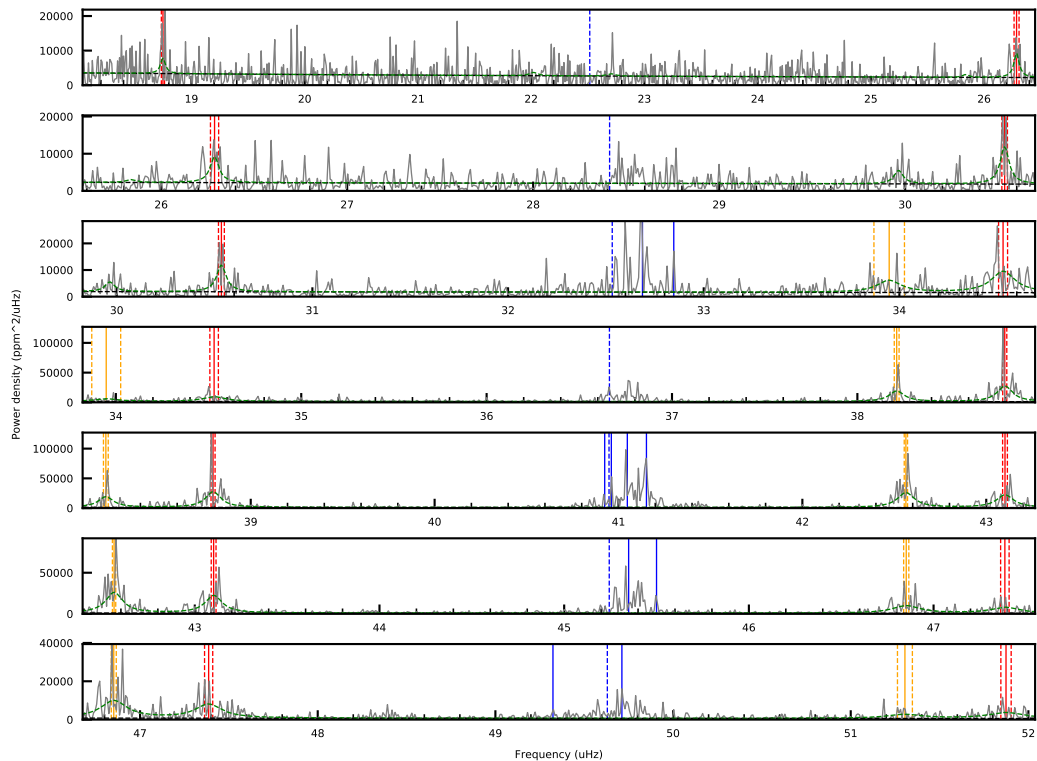 20000
10000
0
19 20 21 22 23 24 25 26
20000
10000
0
26 27 28 29 30
20000
10000
0
30 31 32 33 34
Power density (ppm^2/uHz)
100000
50000
0
34 35 36 37 38
100000
50000
0
39 40 41 42 43
50000
0
43 44 45 46 47
40000
20000
0
47 48 49 50 51 52
Frequency (uHz)